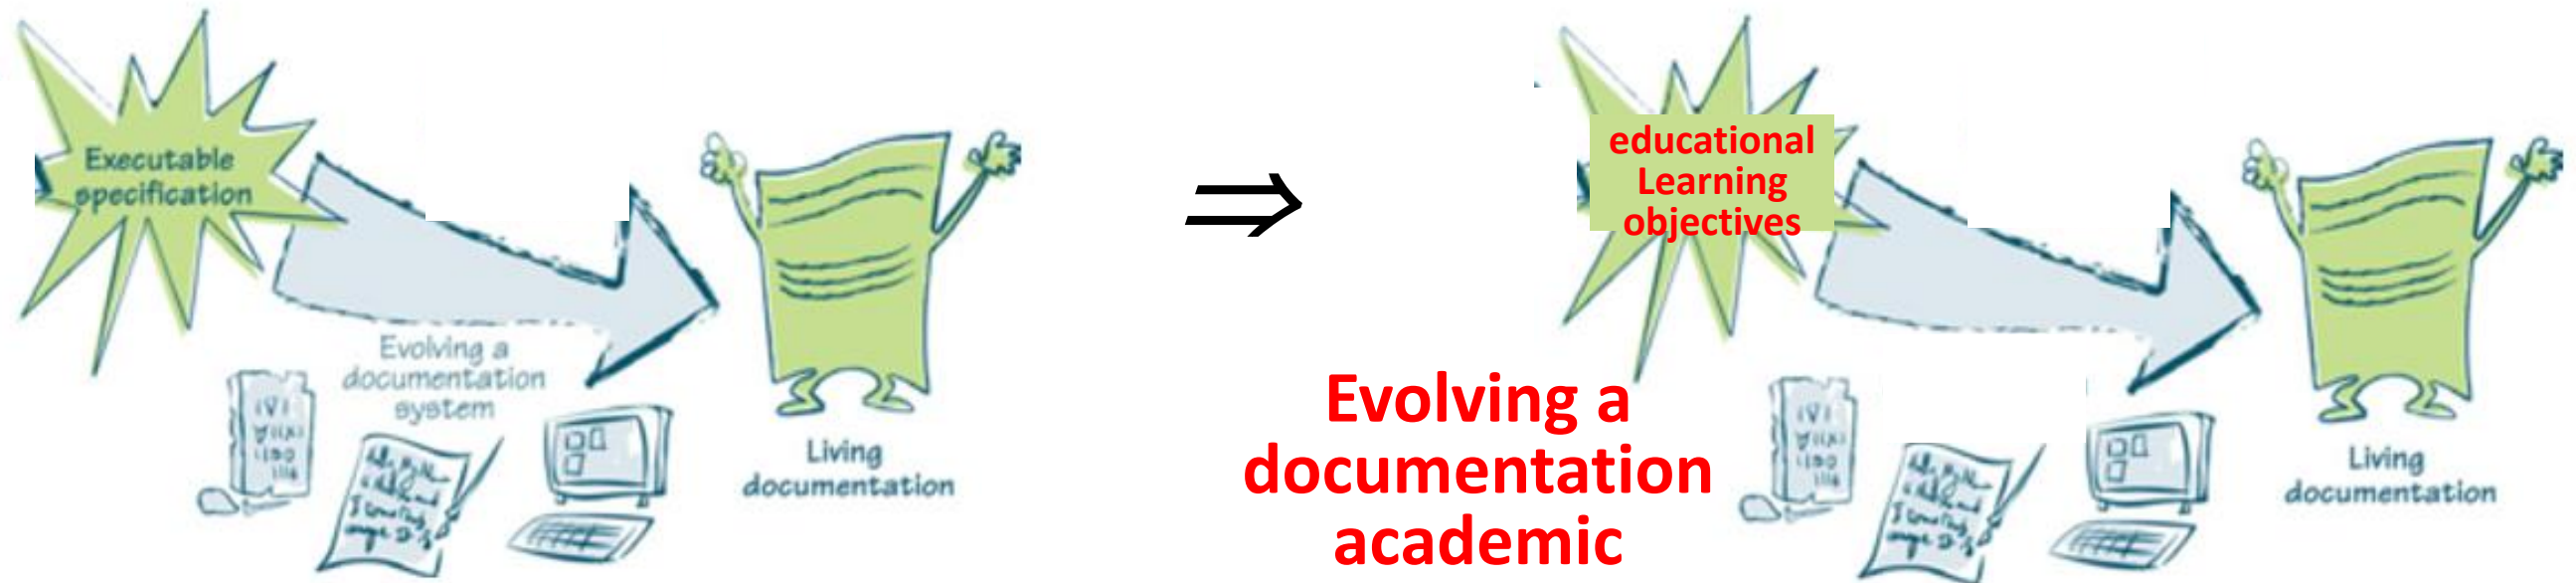 Executable
specification
Evolving a
documentation
system
Living
documentation
⇒
educational
Learning
objectives
Evolving a
documentation
academic
Living
documentation